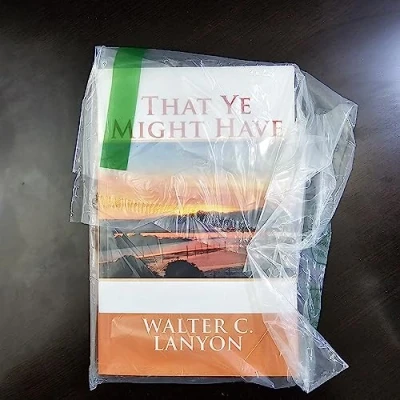 THAT YE
MIGHT HAVE
WALTER C.
LANYON